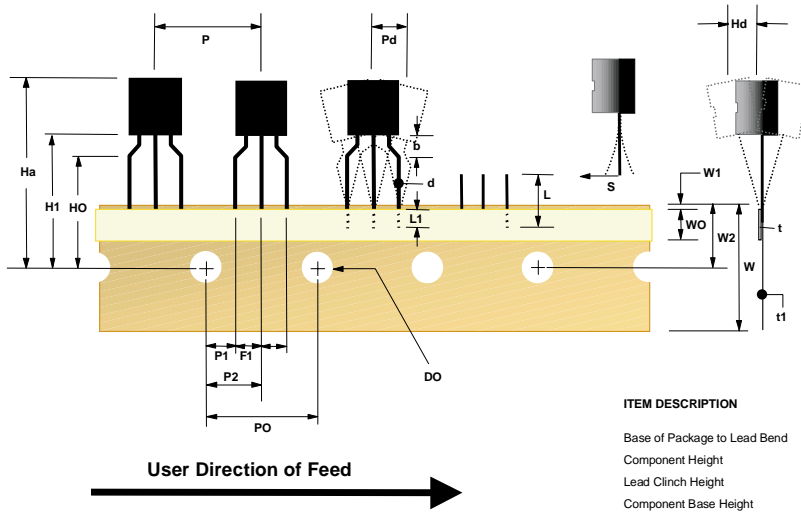 P
Pd
Hd
Ha
H1
HO
b
d
L1
L
S
W1
WO
W2
t
W
t1
P1
F1
P2
PO
DO
User Direction of Feed
ITEM DESCRIPTION
Base of Package to Lead Bend
Component Height
Lead Clinch Height
Component Base Height